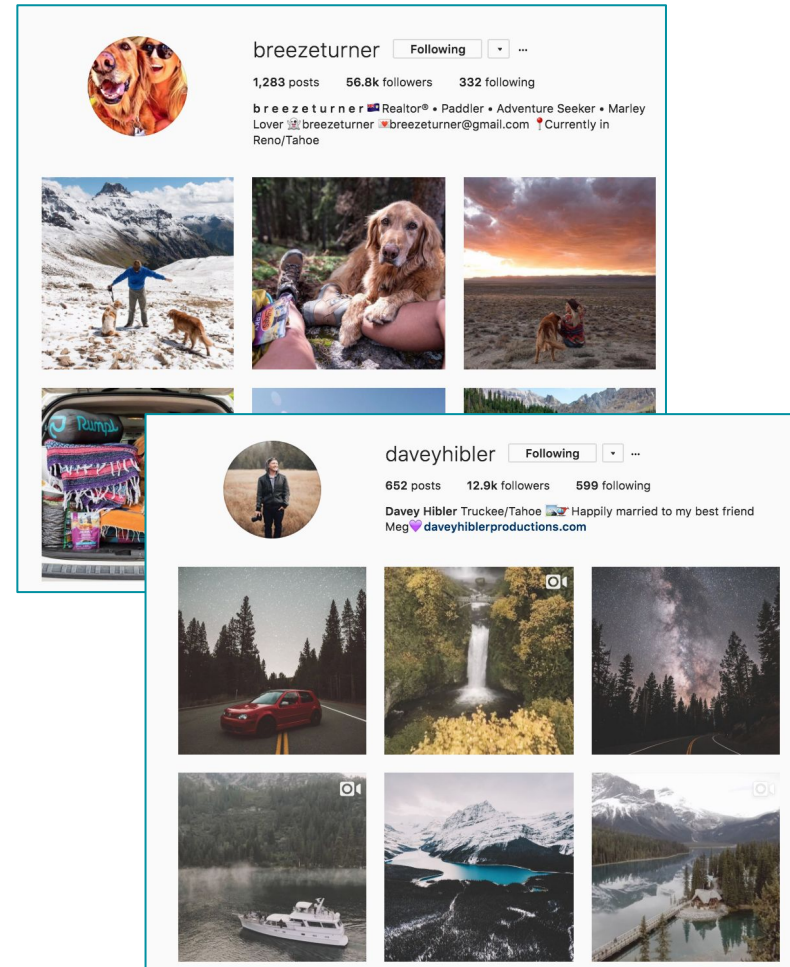 breezeturner Following ...
1,283 posts 56.8k followers 332 following
b r e e z e t u r n e r Realtor® • Paddler • Adventure Seeker • Marley
Lover breezeturner breezeturner@gmail.com Currently in
Reno/Tahoe
Rumpl
daveyhibler Following ...
652 posts 12.9k followers 599 following
Davey Hibler Truckee/Tahoe Happily married to my best friend
Meg💜daveyhiblerproductions.com